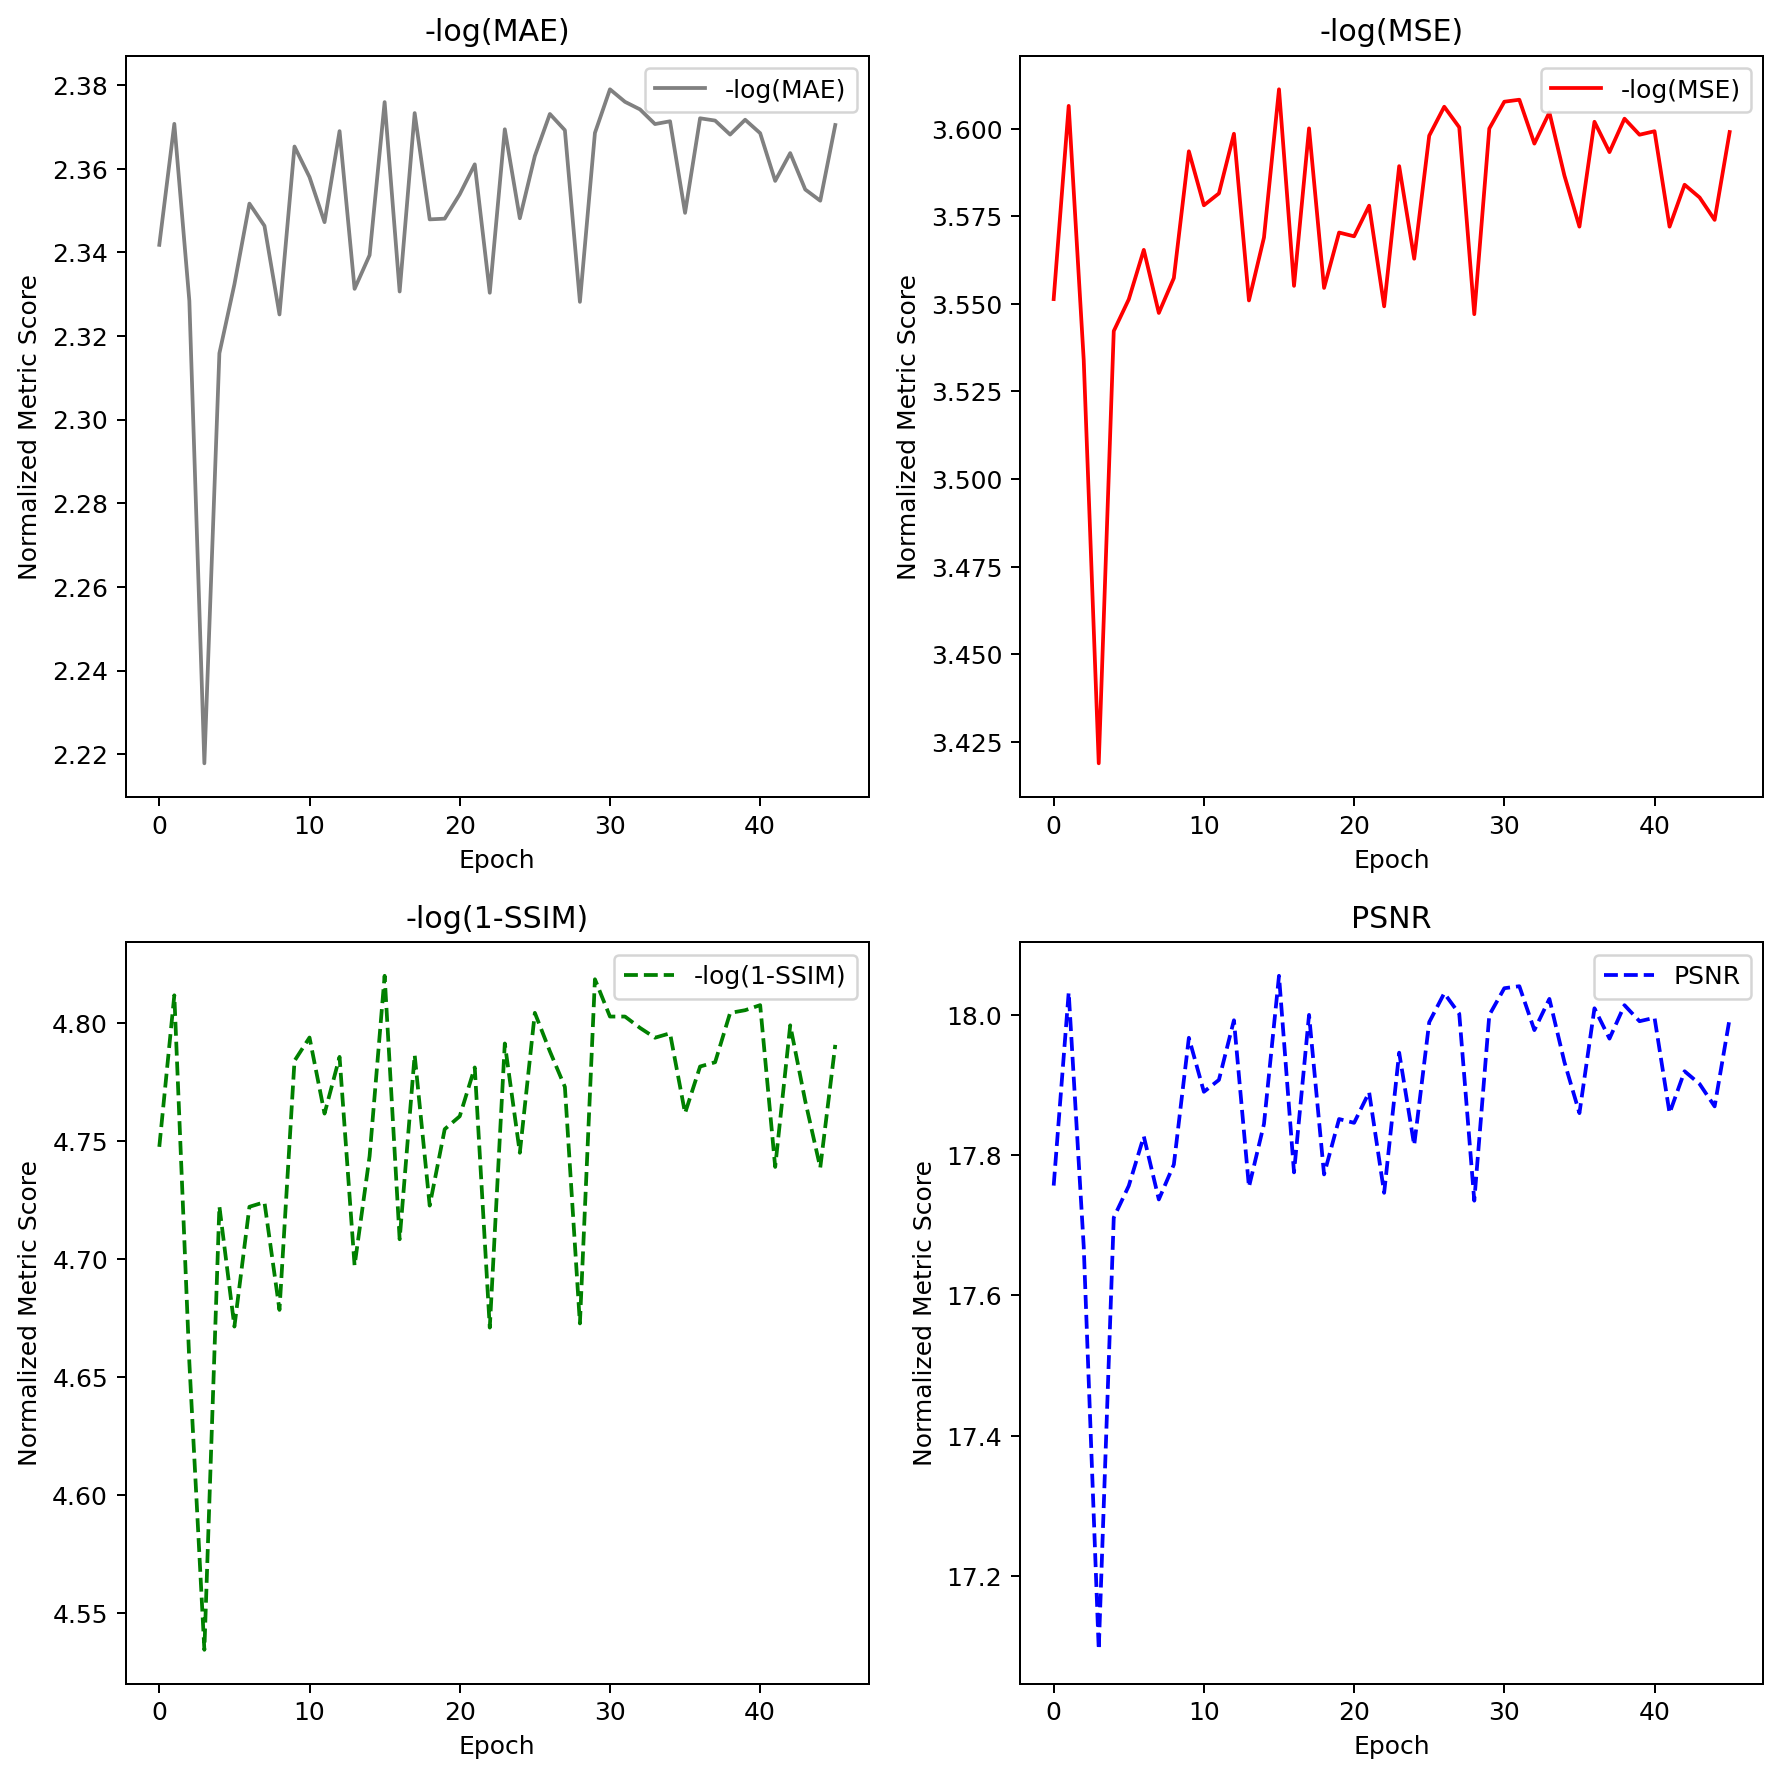 -log(MAE)
-log(MAE)
Normalized Metric Score
2.38
2.36
2.34
2.32
2.30
2.28
2.26
2.24
2.22
0 10 20 30 40
Epoch
-log(MSE)
-log(MSE)
Normalized Metric Score
3.600
3.575
3.550
3.525
3.500
3.475
3.450
3.425
0 10 20 30 40
Epoch
-log(1-SSIM)
-log(1-SSIM)
Normalized Metric Score
4.80
4.75
4.70
4.65
4.60
4.55
0 10 20 30 40
Epoch
PSNR
PSNR
Normalized Metric Score
18.0
17.8
17.6
17.4
17.2
0 10 20 30 40
Epoch